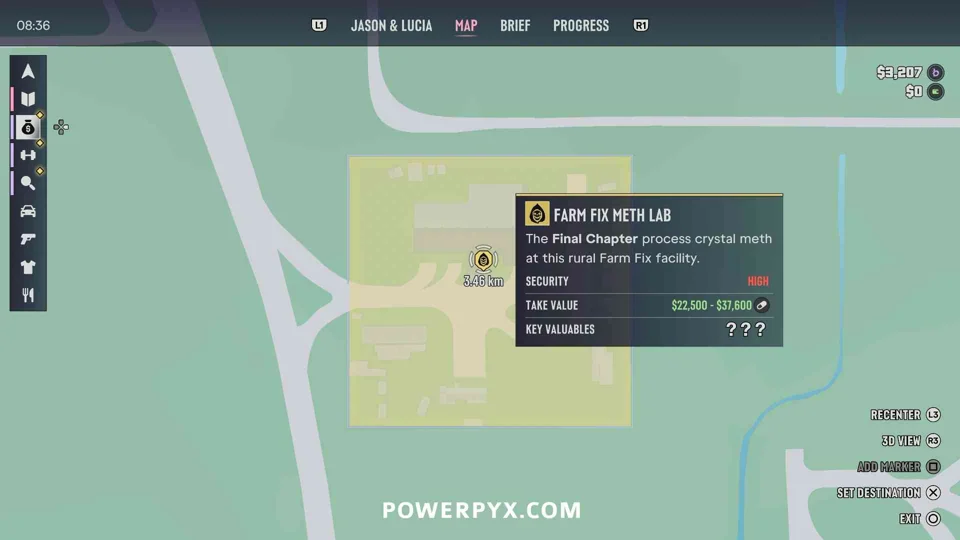 08:36
L1 JASON & LUCIA MAP BRIEF PROGRESS R1
$3,207
$0
FARM FIX METH LAB
The Final Chapter process crystal meth
at this rural Farm Fix facility.
SECURITY HIGH
TAKE VALUE $22,500 - $37,600
KEY VALUABLES ???
3.46 km
RECENTER L3
3D VIEW R3
ADD MARKER
SET DESTINATION
EXIT
POWERPYX.COM